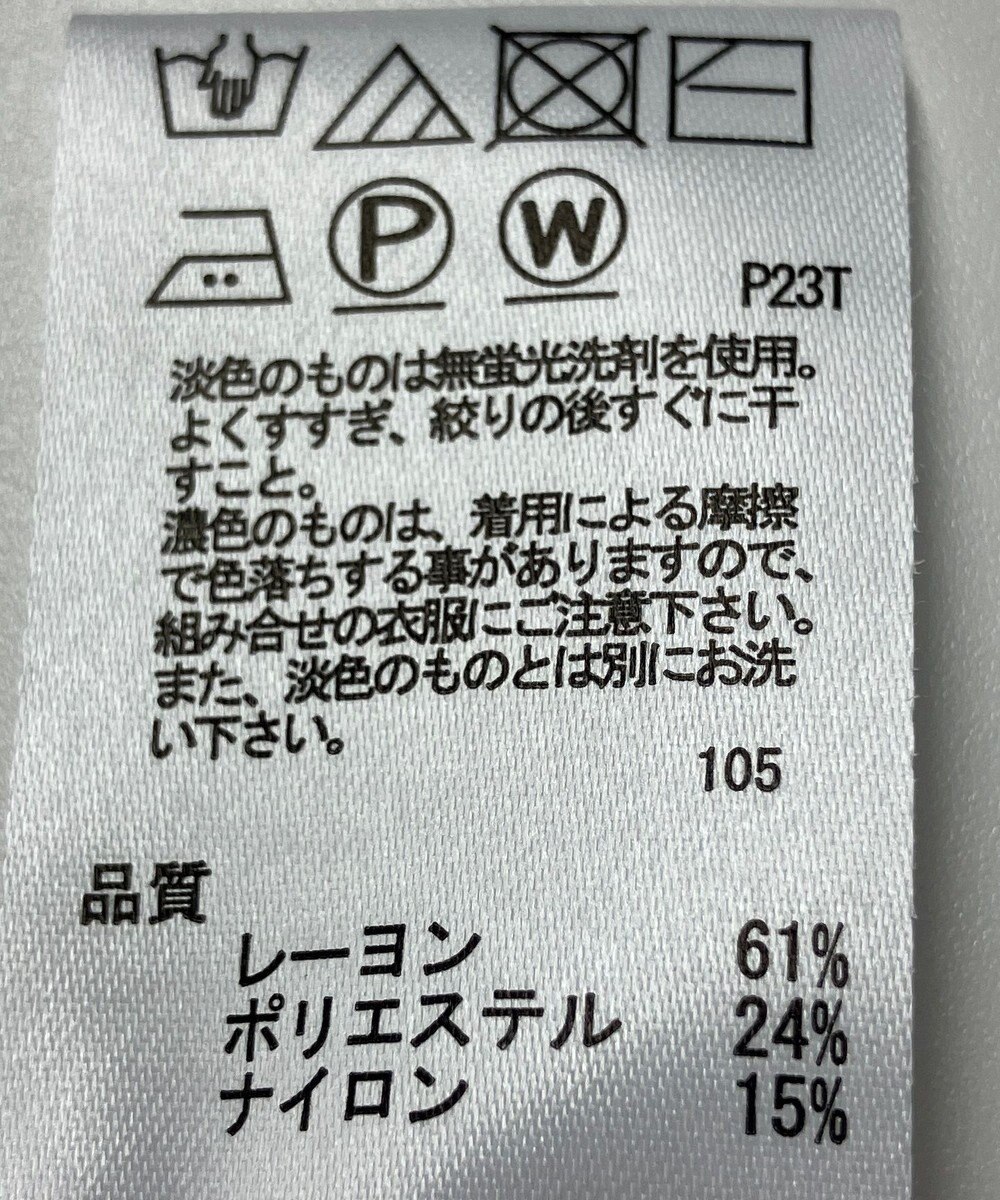 P
W
P23T
淡色のものは無蛍光洗剤を使用。
よくすすぎ、絞りの後すぐに干
すこと。
濃色のものは、着用による摩擦
で色落ちする事がありますので、
組み合せの衣服にご注意下さい。
また、淡色のものとは別にお洗
い下さい。
105
品質
レーヨン 61%
ポリエステル 24%
ナイロン 15%